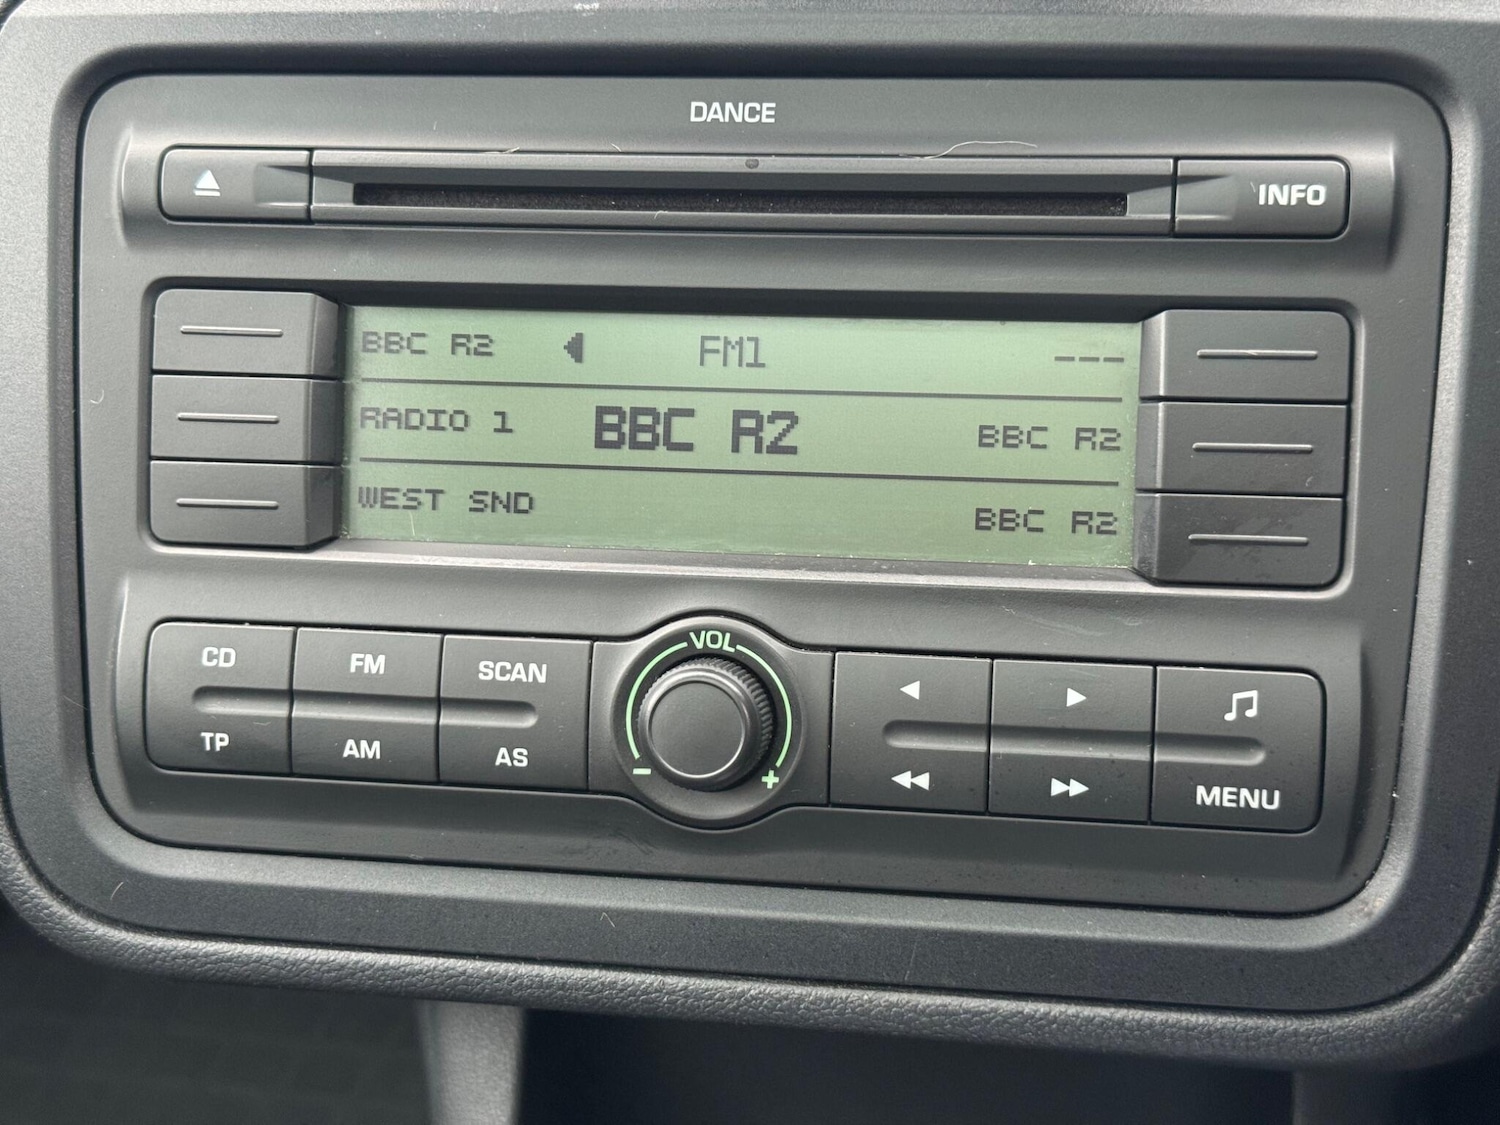 DANCE
INFO
BBC R2 FM1 ---
RADIO 1 BBC R2 BBC R2
WEST SND BBC R2
VOL
CD FM SCAN
TP AM AS - + MENU